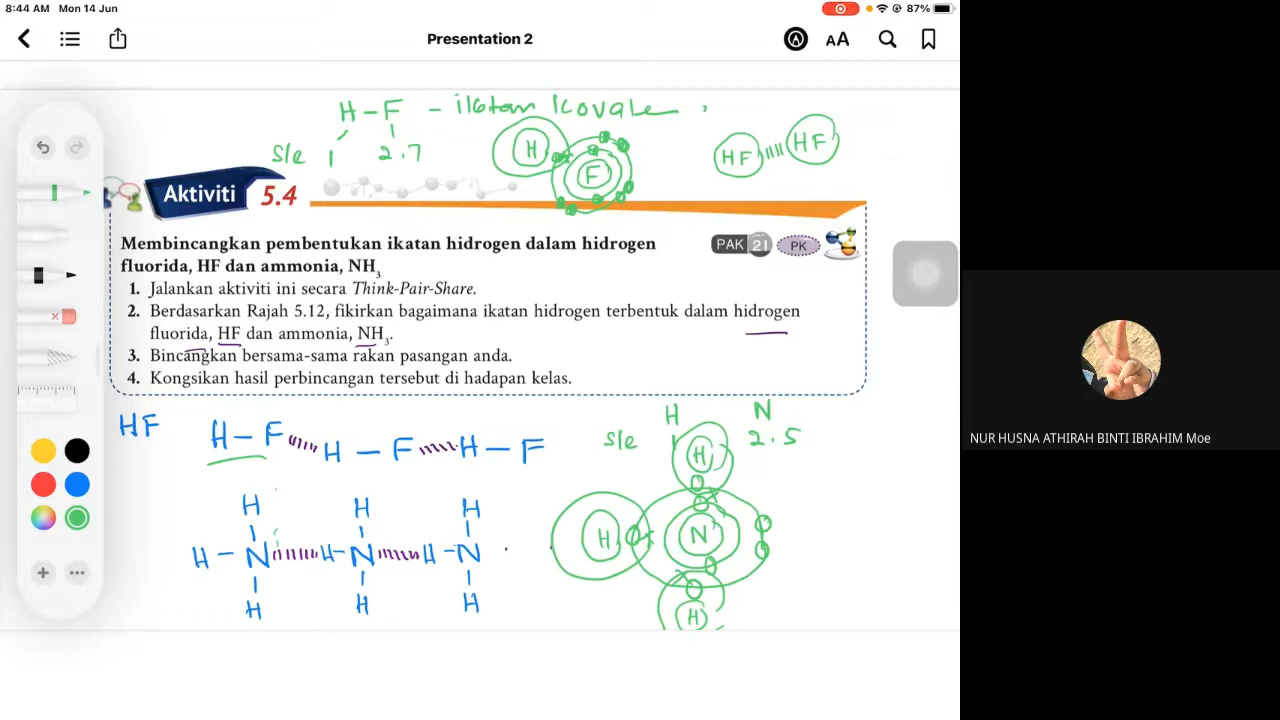 8:44 AM Mon 14 Jun
87%
Presentation 2
AA
H – F – ikatan kovale
s/e 1 2.7
H F
HF HF
Aktiviti 5.4
Membincangkan pembentukan ikatan hidrogen dalam hidrogen
fluorida, HF dan ammonia, NH3
PAK 21 PK
1. Jalankan aktiviti ini secara Think-Pair-Share.
2. Berdasarkan Rajah 5.12, fikirkan bagaimana ikatan hidrogen terbentuk dalam hidrogen
fluorida, HF dan ammonia, NH3.
3. Bincangkan bersama-sama rakan pasangan anda.
4. Kongsikan hasil perbincangan tersebut di hadapan kelas.
HF
H – F H – F H – F
H N
s/e 2.5
H
H N
H
H H H
H – N H – N H – N
H H H
NUR HUSNA ATHIRAH BINTI IBRAHIM Moe